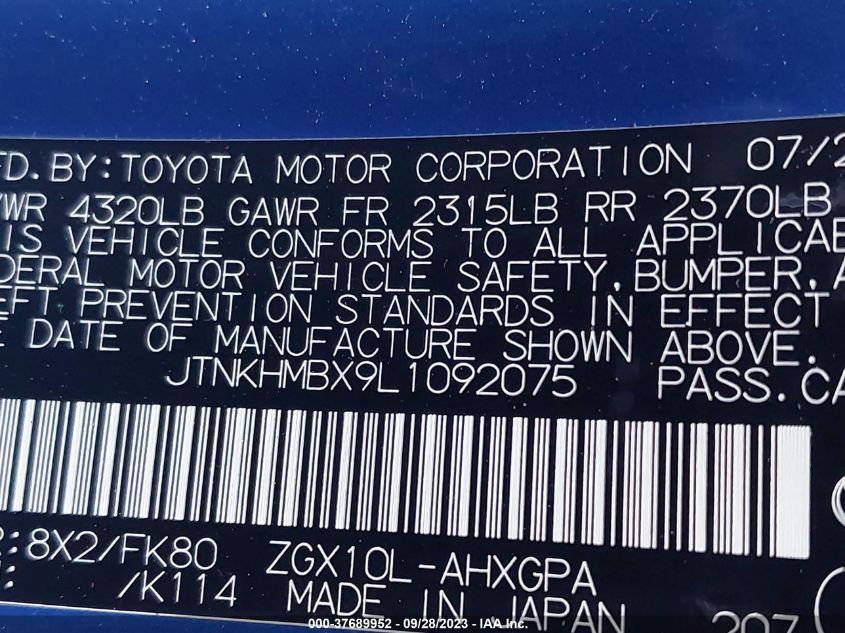 FD. BY: TOYOTA MOTOR CORPORATION 07/2
WR 4320LB GAWR FR 2315LB RR 2370LB
IS VEHICLE CONFORMS TO ALL APPLICAB
DERAL MOTOR VEHICLE SAFETY, BUMPER, A
EFT PREVENTION STANDARDS IN EFFECT
E DATE OF MANUFACTURE SHOWN ABOVE.
JTNKHMBX9L1092075 PASS. CA
R: 8X2/FK80 ZGX10L-AHXGPA
/K114 MADE IN JAPAN 207
000-37689952 - 09/28/2023 - IAA Inc.